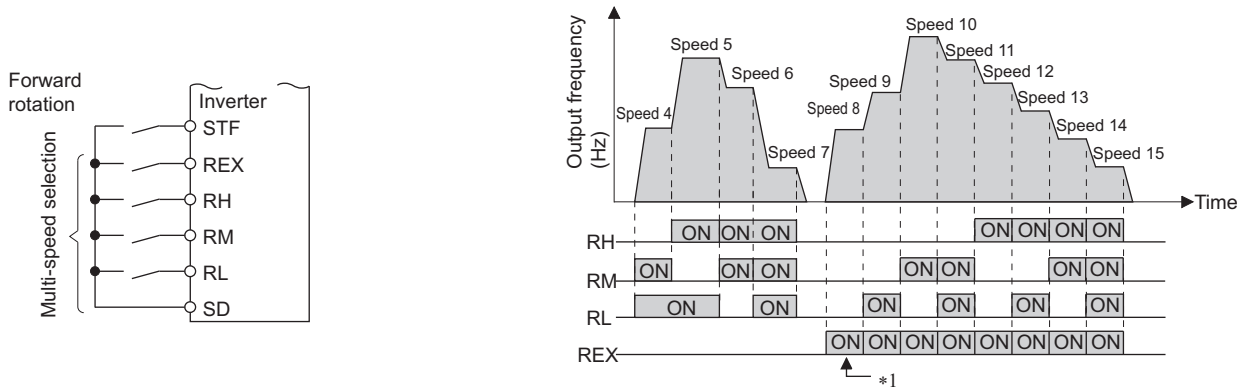 Forward
rotation
Multi-speed selection
Inverter
STF
REX
RH
RM
RL
SD
Output frequency
(Hz)
Speed 4
Speed 5
Speed 6
Speed 7
Speed 8
Speed 9
Speed 10
Speed 11
Speed 12
Speed 13
Speed 14
Speed 15
Time
RH ON ON ON ON ON ON ON
RM ON ON ON ON ON ON ON
RL ON ON ON ON ON ON
REX ON ON ON ON ON ON ON ON
*1